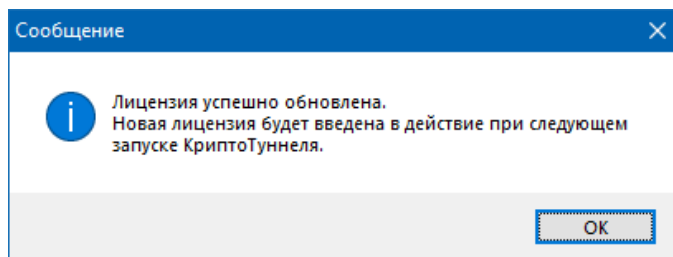 Сообщение
Лицензия успешно обновлена.
Новая лицензия будет введена в действие при следующем
запуске КриптоТуннеля.
OK